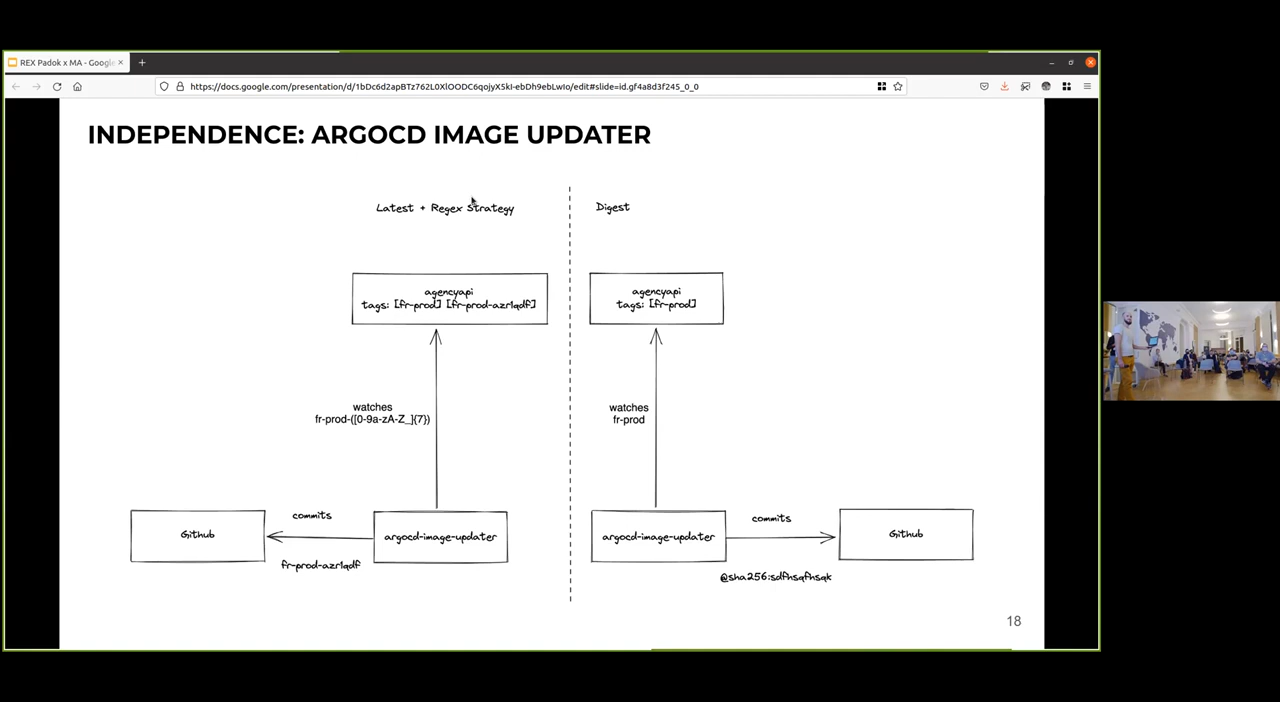 REX Padok x MA - Google
https://docs.google.com/presentation/d/1bDc6d2apBTz762L0XlOODC6qojyX5kI-ebDh9ebLwIo/edit#slide=id.gf4a8d3f245_0_0
INDEPENDENCE: ARGOCD IMAGE UPDATER
Latest + Regex Strategy
agencyapi
tags: [fr-prod] [fr-prod-azr1qdf]
watches
fr-prod-([0-9a-zA-Z_]{7})
argocd-image-updater
commits
fr-prod-azr1qdf
Github
Digest
agencyapi
tags: [fr-prod]
watches
fr-prod
argocd-image-updater
commits
@sha256:sdfhsqfhsqk
Github
18